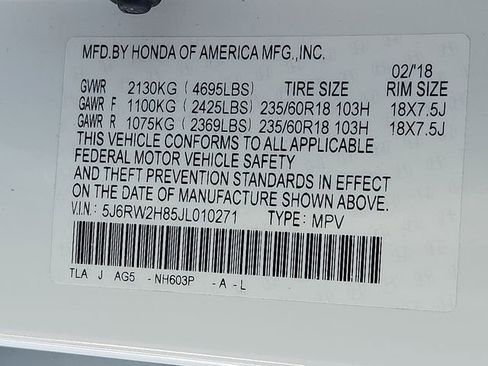 MFD.BY HONDA OF AMERICA MFG.,INC.
02/'18
GVWR 2130KG (4695LBS) TIRE SIZE RIM SIZE
GAWR F 1100KG (2425LBS) 235/60R18 103H 18X7.5J
GAWR R 1075KG (2369LBS) 235/60R18 103H 18X7.5J
THIS VEHICLE CONFORMS TO ALL APPLICABLE
FEDERAL MOTOR VEHICLE SAFETY
AND THEFT PREVENTION STANDARDS IN EFFECT
ON THE DATE OF MANUFACTURE SHOWN ABOVE.
V.I.N.: 5J6RW2H85JL010271 TYPE: MPV
TLA J AG5 -NH603P -A-L